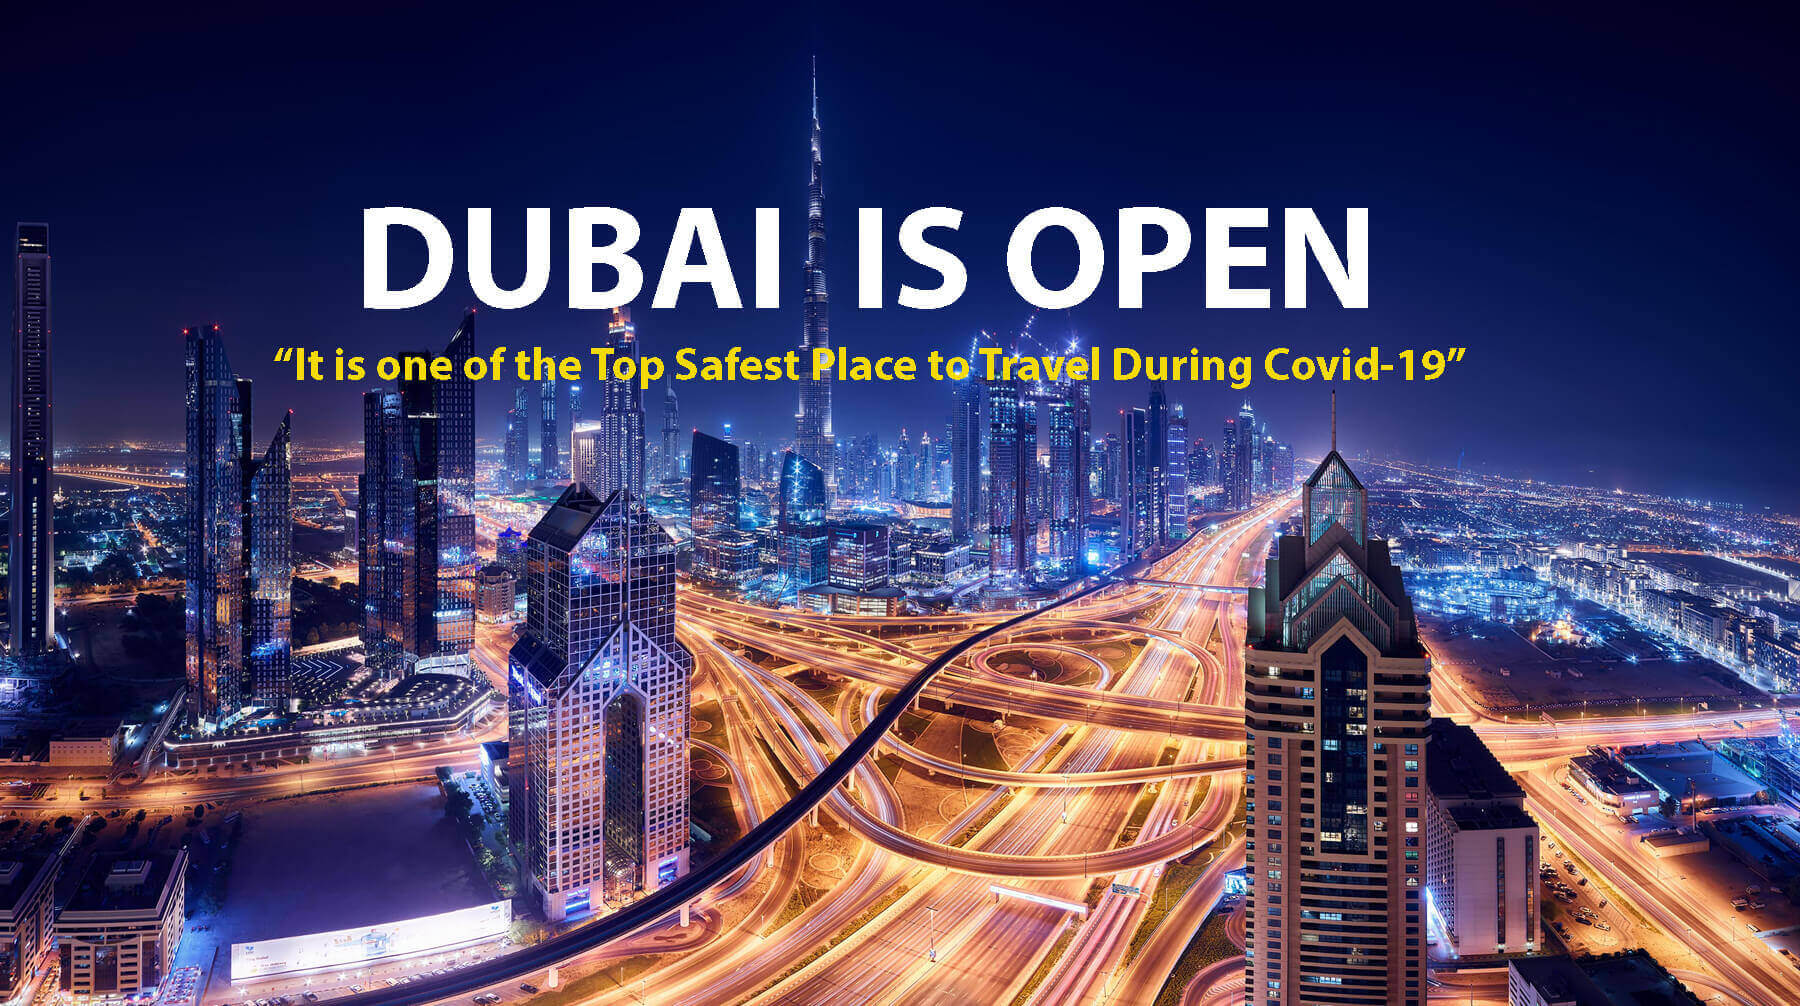 DUBAI IS OPEN
“It is one of the Top Safest Place to Travel During Covid-19”